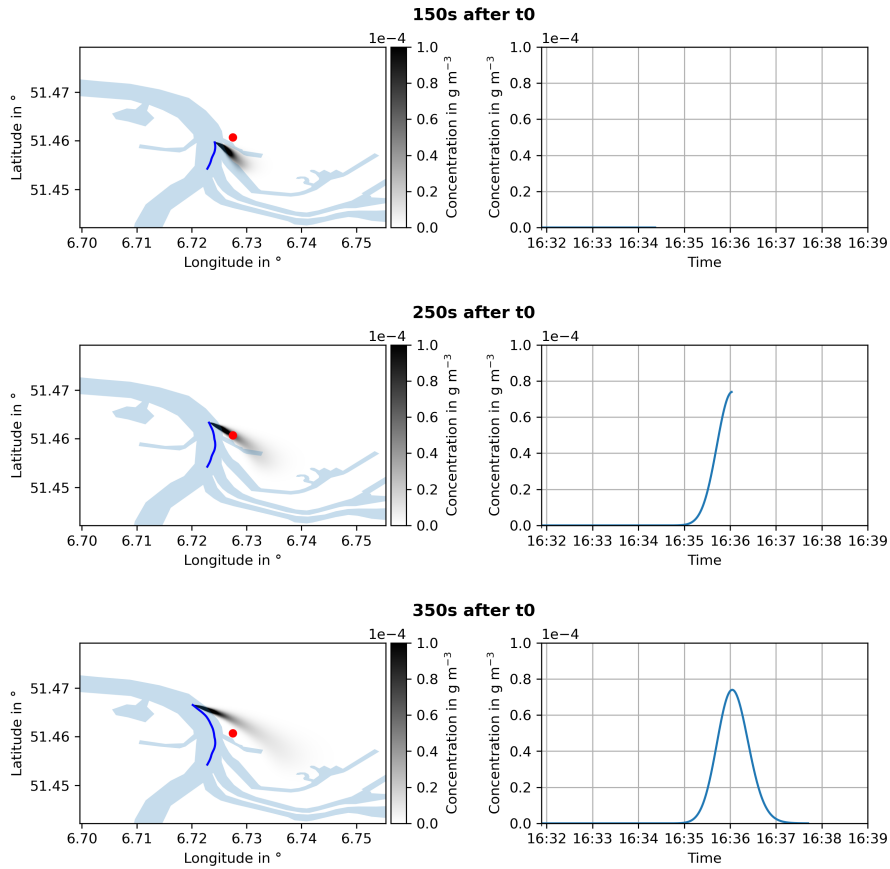 150s after t0
1e−4
1e−4
Latitude in °
51.47
51.46
51.45
6.70 6.71 6.72 6.73 6.74 6.75
Longitude in °
1.0
0.8
0.6
0.4
0.2
0.0
Concentration in g m⁻³
Concentration in g m⁻³
1.0
0.8
0.6
0.4
0.2
0.0
16:32 16:33 16:34 16:35 16:36 16:37 16:38 16:39
Time
250s after t0
1e−4
1e−4
Latitude in °
51.47
51.46
51.45
6.70 6.71 6.72 6.73 6.74 6.75
Longitude in °
1.0
0.8
0.6
0.4
0.2
0.0
Concentration in g m⁻³
Concentration in g m⁻³
1.0
0.8
0.6
0.4
0.2
0.0
16:32 16:33 16:34 16:35 16:36 16:37 16:38 16:39
Time
350s after t0
1e−4
1e−4
Latitude in °
51.47
51.46
51.45
6.70 6.71 6.72 6.73 6.74 6.75
Longitude in °
1.0
0.8
0.6
0.4
0.2
0.0
Concentration in g m⁻³
Concentration in g m⁻³
1.0
0.8
0.6
0.4
0.2
0.0
16:32 16:33 16:34 16:35 16:36 16:37 16:38 16:39
Time